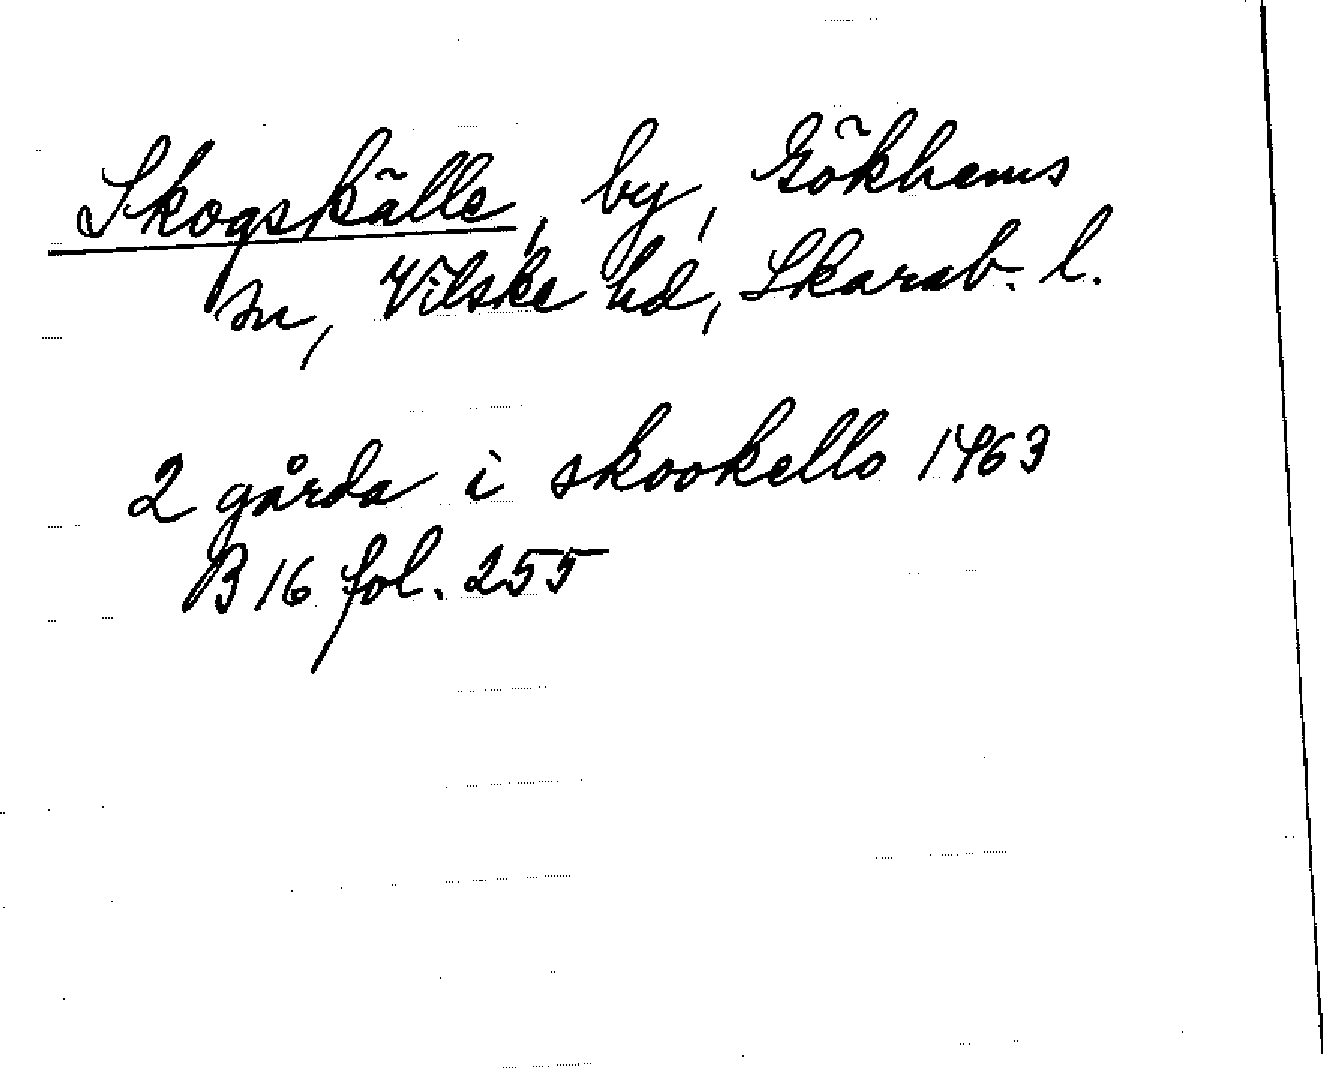 Skogskälle, by, Gökhems
sn, Vilske hd, Skarab. l.
2 gårda i skookello 1463
B 16 fol. 255